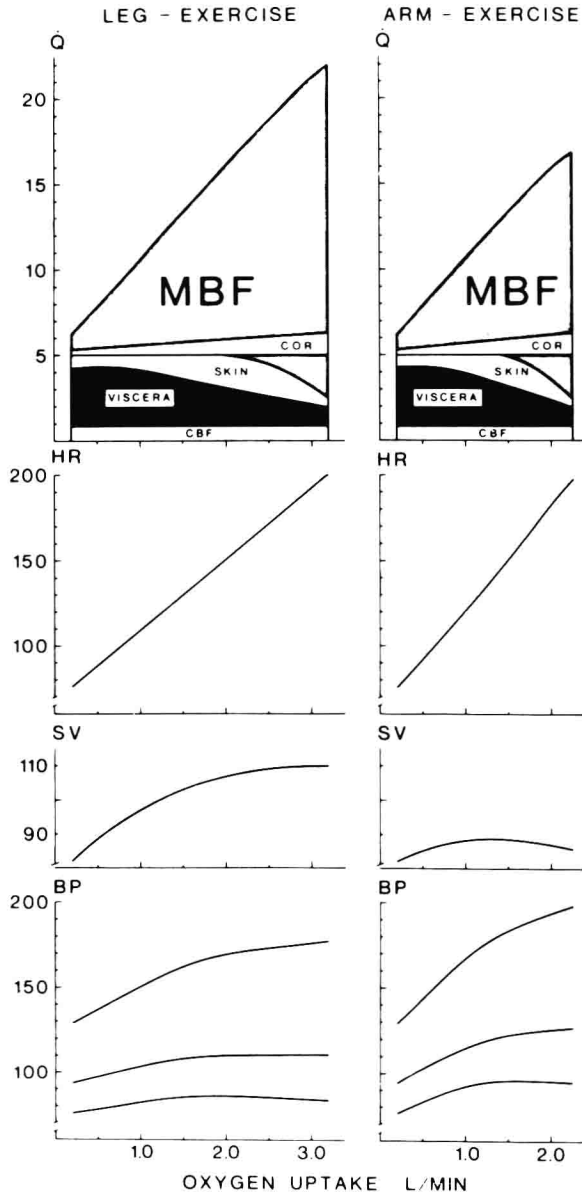 LEG - EXERCISE
ARM - EXERCISE
Q̇
Q̇
20
15
10
5
0
MBF
MBF
COR
COR
SKIN
SKIN
VISCERA
VISCERA
CBF
CBF
HR
HR
200
150
100
SV
SV
110
90
BP
BP
200
150
100
1.0 2.0 3.0
1.0 2.0
OXYGEN UPTAKE L/MIN